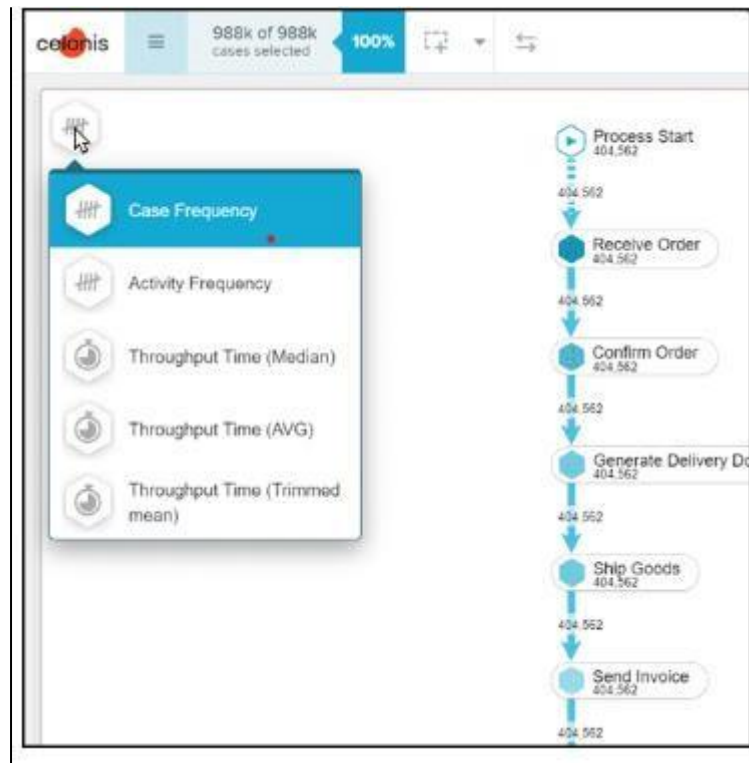 celonis
988k of 988k
cases selected
100%
Process Start
404,562
404,562
Case Frequency
Receive Order
404,562
Activity Frequency
404,562
Throughput Time (Median)
Confirm Order
404,562
404,562
Throughput Time (AVG)
Generate Delivery Do
404,562
Throughput Time (Trimmed
mean)
404,562
Ship Goods
404,562
404,562
Send Invoice
404,562
404,562